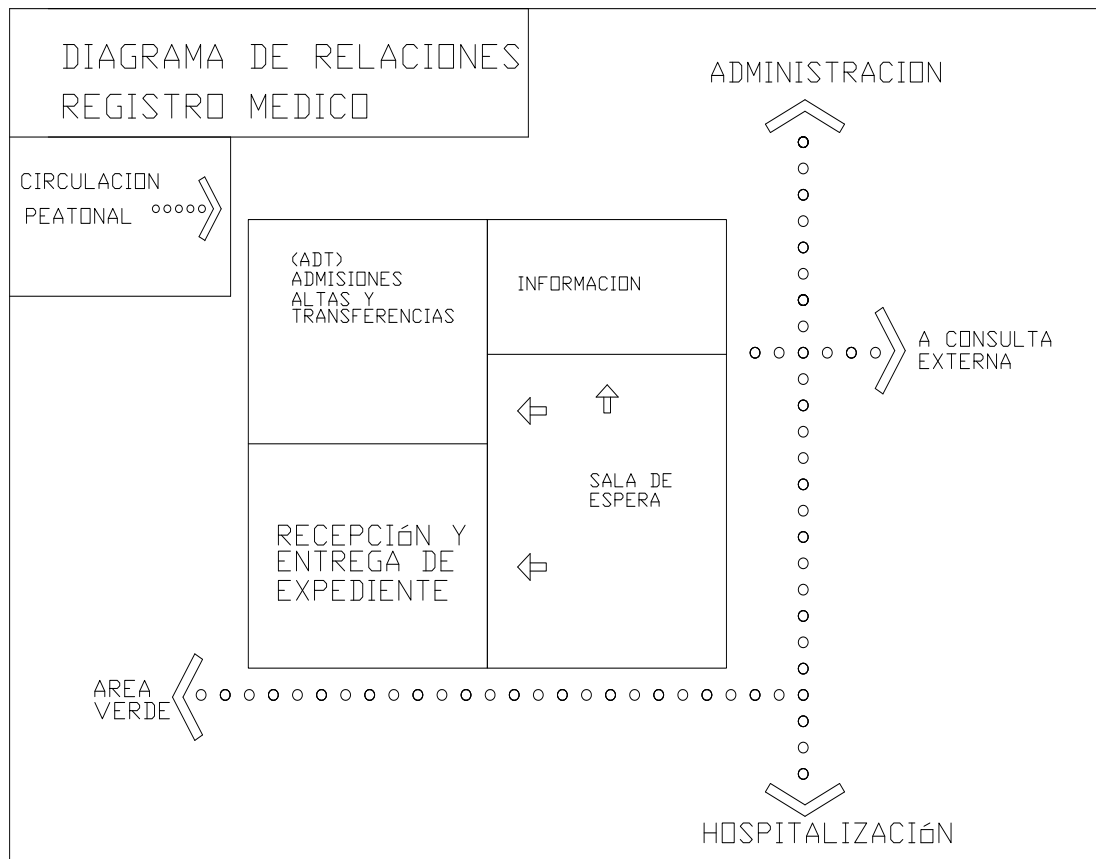 DIAGRAMA DE RELACIONES
REGISTRO MEDICO
CIRCULACION
PEATONAL
ADMINISTRACION
(ADT)
ADMISIONES
ALTAS Y
TRANSFERENCIAS
INFORMACION
A CONSULTA
EXTERNA
SALA DE
ESPERA
RECEPCIóN Y
ENTREGA DE
EXPEDIENTE
AREA
VERDE
HOSPITALIZACIóN